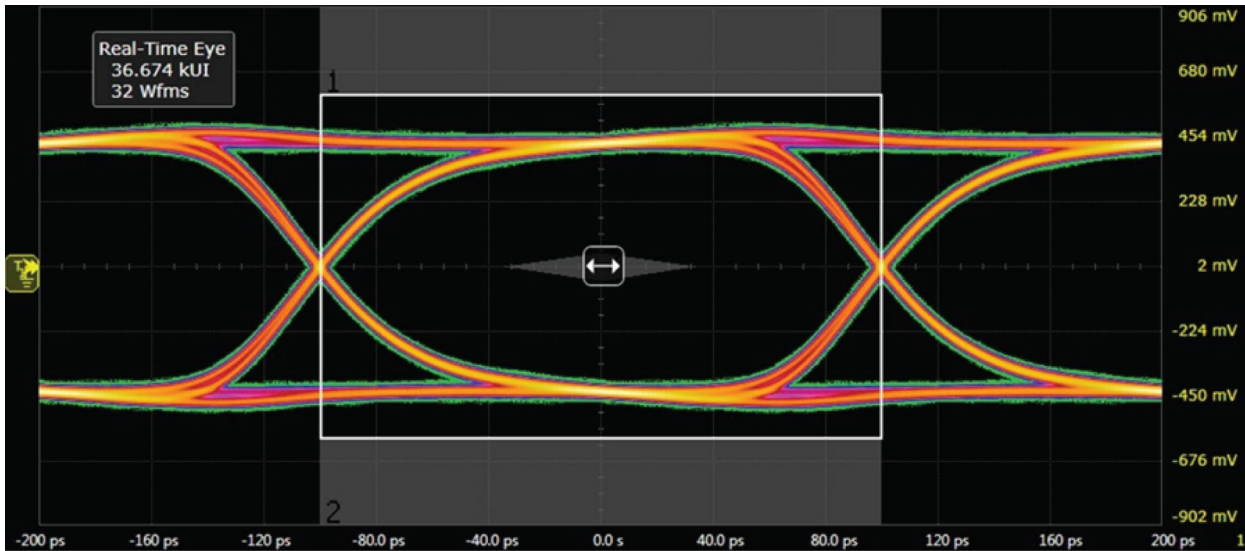 Real-Time Eye
36.674 kUI
32 Wfms
1
906 mV
680 mV
454 mV
228 mV
2 mV
-224 mV
-450 mV
-676 mV
-902 mV
2
-200 ps -160 ps -120 ps -80.0 ps -40.0 ps 0.0 s 40.0 ps 80.0 ps 120 ps 160 ps 200 ps 1